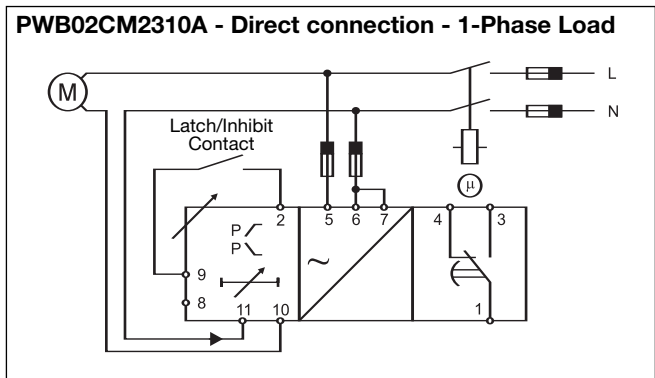 PWB02CM2310A - Direct connection - 1-Phase Load
M
L
N
Latch/Inhibit
Contact
μ
2
5
6
7
4
3
P
P
~
9
8
11
10
1